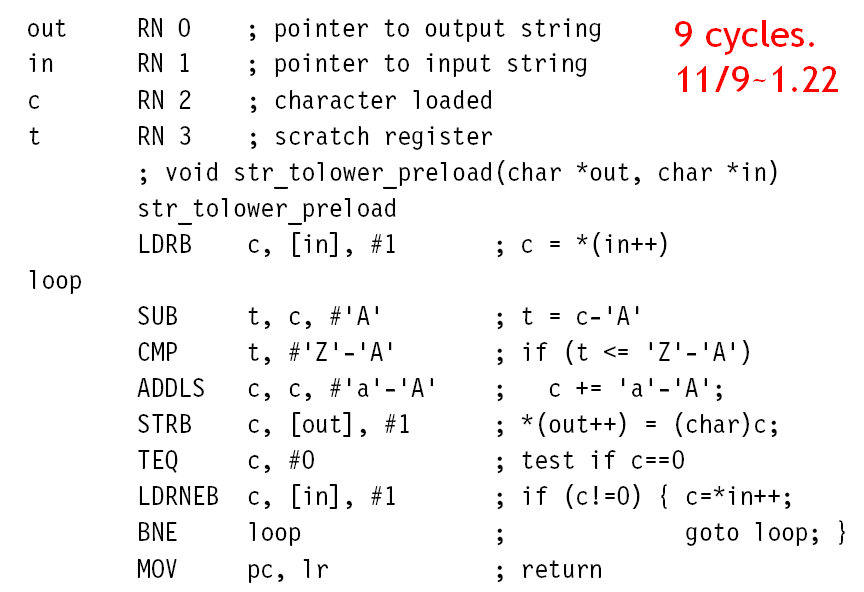 out RN 0 ; pointer to output string
in RN 1 ; pointer to input string
c RN 2 ; character loaded
t RN 3 ; scratch register
9 cycles.
11/9~1.22
; void str_tolower_preload(char *out, char *in)
str_tolower_preload
LDRB c, [in], #1 ; c = *(in++)
loop
SUB t, c, #'A' ; t = c-'A'
CMP t, #'Z'-'A' ; if (t <= 'Z'-'A')
ADDLS c, c, #'a'-'A' ; c += 'a'-'A';
STRB c, [out], #1 ; *(out++) = (char)c;
TEQ c, #0 ; test if c==0
LDRNEB c, [in], #1 ; if (c!=0) { c=*in++;
BNE loop ; goto loop; }
MOV pc, lr ; return